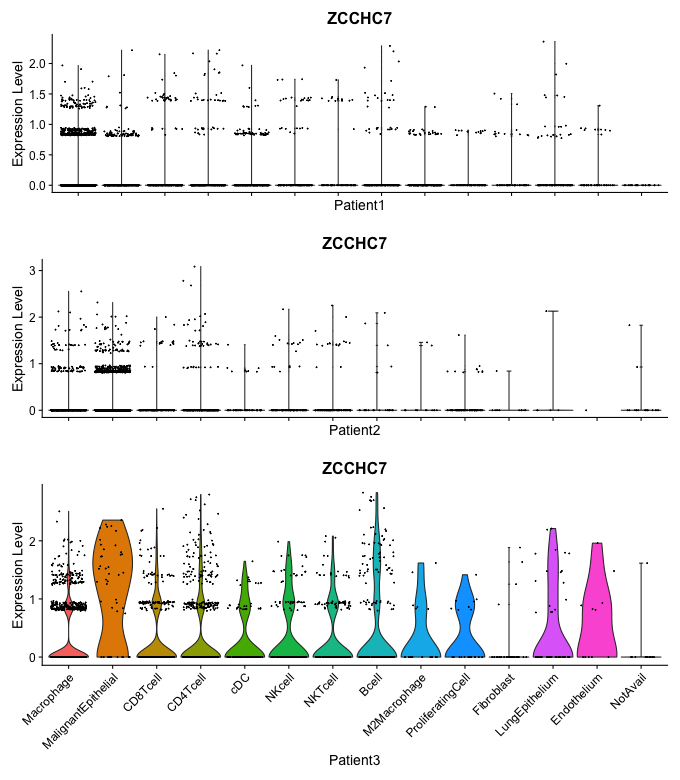 ZCCHC7
Expression Level
2.0
1.5
1.0
0.5
0.0
Patient1
ZCCHC7
Expression Level
3
2
1
0
Patient2
ZCCHC7
Expression Level
2
1
0
Macrophage
MalignantEpithelial
CD8Tcell
CD4Tcell
cDC
NKcell
NKTcell
Bcell
M2Macrophage
ProliferatingCell
Fibroblast
LungEpithelium
Endothelium
NotAvail
Patient3